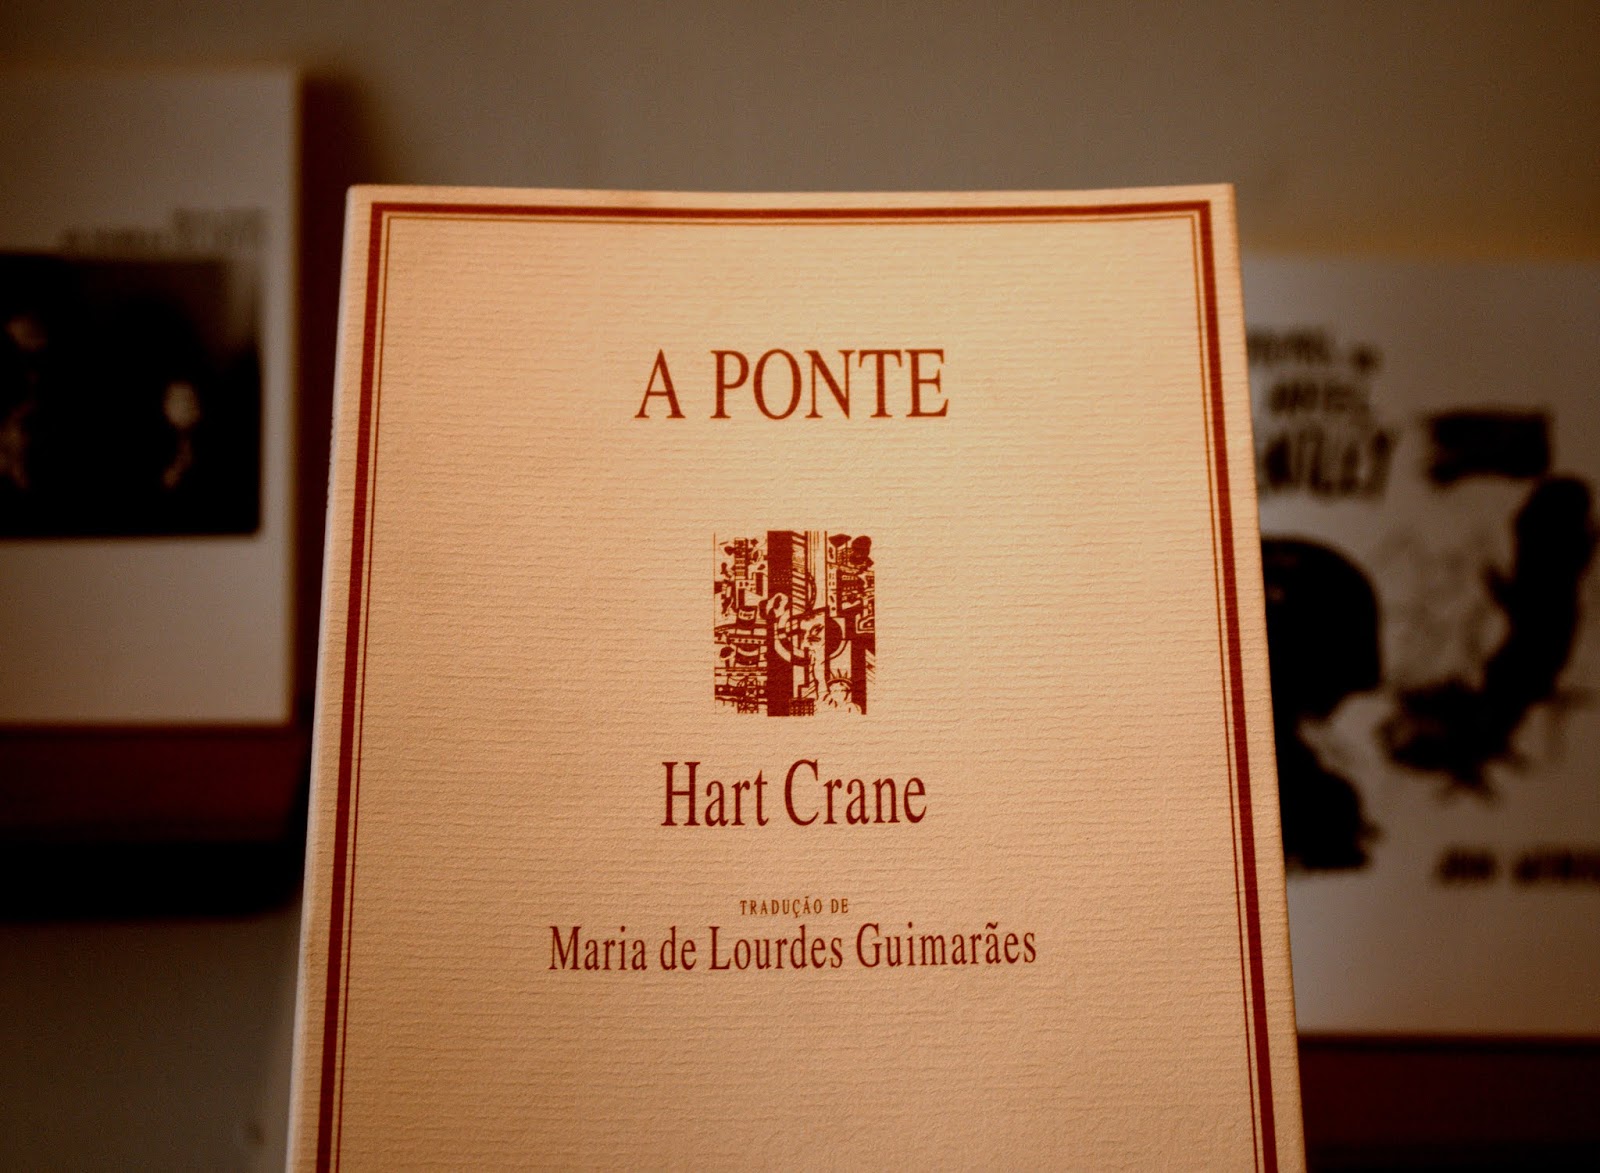 A PONTE
Hart Crane
TRADUÇÃO DE
Maria de Lourdes Guimarães